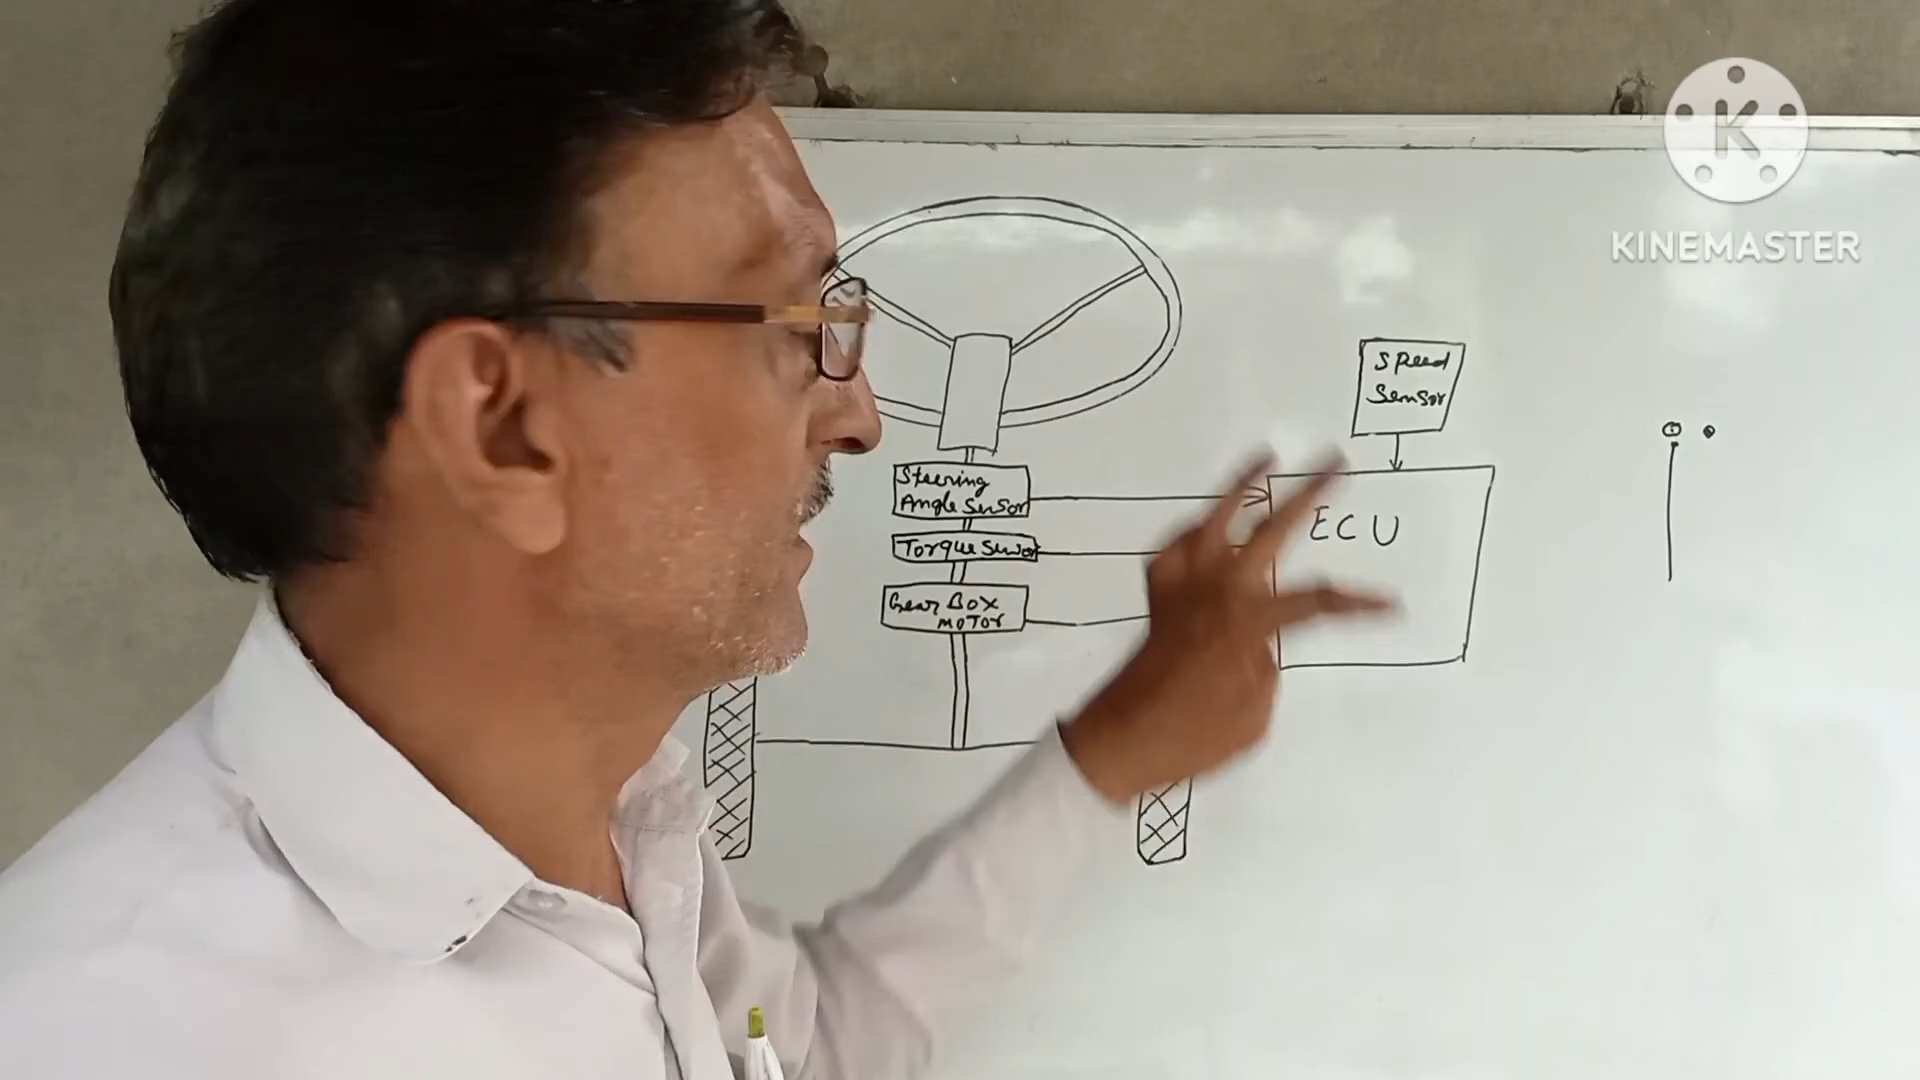 K
KINEMASTER
Speed
Sensor
Steering
Angle Sensor
Torque Sensor
Gear Box
MOTOR
ECU